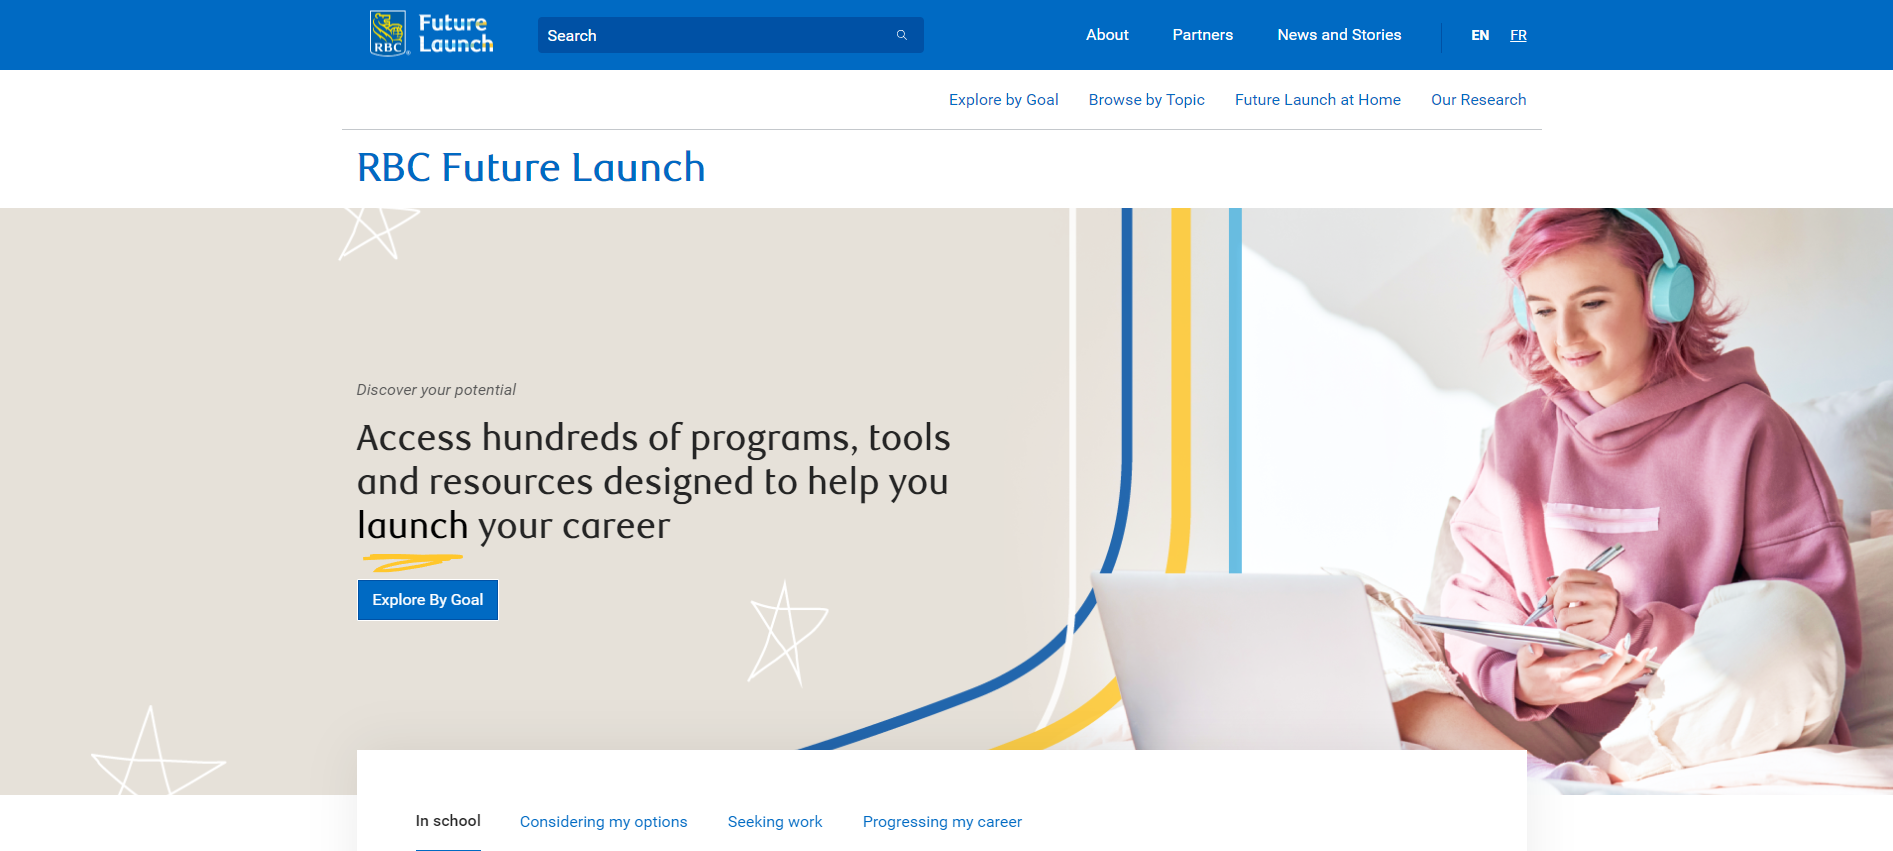 RBC
Future
Launch
Search
About
Partners
News and Stories
EN
FR
Explore by Goal
Browse by Topic
Future Launch at Home
Our Research
RBC Future Launch
Discover your potential
Access hundreds of programs, tools
and resources designed to help you
launch your career
Explore By Goal
In school
Considering my options
Seeking work
Progressing my career